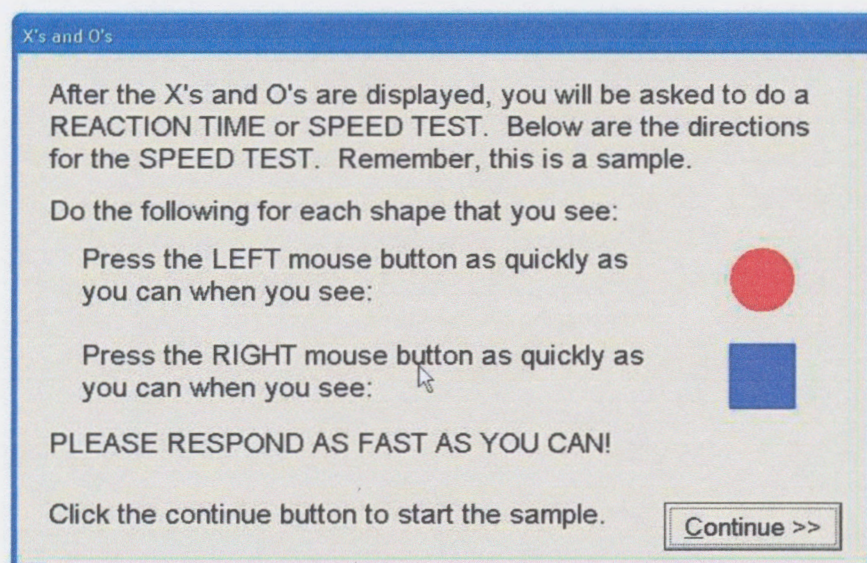 X's and O's
After the X's and O's are displayed, you will be asked to do a
REACTION TIME or SPEED TEST.  Below are the directions
for the SPEED TEST.  Remember, this is a sample.
Do the following for each shape that you see:
Press the LEFT mouse button as quickly as
you can when you see:
Press the RIGHT mouse button as quickly as
you can when you see:
PLEASE RESPOND AS FAST AS YOU CAN!
Click the continue button to start the sample.
Continue >>